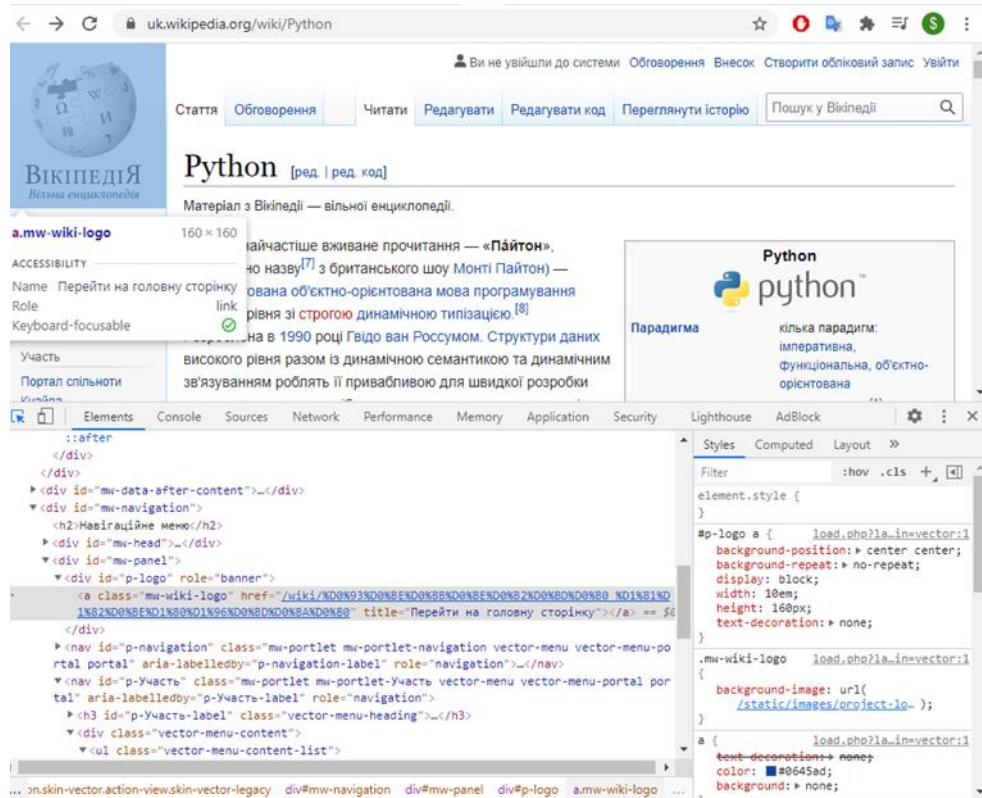 uk.wikipedia.org/wiki/Python
S
Ви не увійшли до системи Обговорення Внесок Створити обліковий запис Увійти
Стаття Обговорення Читати Редагувати Редагувати код Переглянути історію Пошук у Вікіпедії
ВікіпедіЯ
Вільна енциклопедія
Python [ред. | ред. код]
Матеріал з Вікіпедії — вільної енциклопедії.
a.mw-wiki-logo 160 × 160
ACCESSIBILITY
Name Перейти на головну сторінку
Role link
Keyboard-focusable
айчастіше вживане прочитання — «Па́йтон»,
но назву[7] з британського шоу Монті Пайтон) —
ована об'єктно-орієнтована мова програмування
рівня зі строгою динамічною типізацією.[8]
на в 1990 році Гвідо ван Россумом. Структури даних
високого рівня разом із динамічною семантикою та динамічним
зв'язуванням роблять її привабливою для швидкої розробки
Python
python™
Парадигма кілька парадигм:
імперативна,
функціональна, об'єктно-
орієнтована
Участь
Портал спільноти
Elements Console Sources Network Performance Memory Application Security Lighthouse AdBlock
::after
</div>
</div>
<div id="mw-data-after-content">…</div>
<div id="mw-navigation">
<h2>Навігаційне меню</h2>
<div id="mw-head">…</div>
<div id="mw-panel">
<div id="p-logo" role="banner">
<a class="mw-wiki-logo" href="/wiki/%D0%93%D0%BE%D0%BB%D0%BE%D0%B2%D0%BD%D0%B0_%D1%81%D
1%82%D0%BE%D1%80%D1%96%D0%BD%D0%BA%D0%B0" title="Перейти на головну сторінку"></a> == $0
</div>
<nav id="p-navigation" class="mw-portlet mw-portlet-navigation vector-menu vector-menu-po
rtal portal" aria-labelledby="p-navigation-label" role="navigation">…</nav>
<nav id="p-Участь" class="mw-portlet mw-portlet-Участь vector-menu vector-menu-portal por
tal" aria-labelledby="p-Участь-label" role="navigation">
<h3 id="p-Участь-label" class="vector-menu-heading">…</h3>
<div class="vector-menu-content">
<ul class="vector-menu-content-list">
... on.skin-vector.action-view.skin-vector-legacy div#mw-navigation div#mw-panel div#p-logo a.mw-wiki-logo ...
Styles Computed Layout »
Filter :hov .cls +
element.style {
}
#p-logo a { load.php?la…in=vector:1
background-position: center center;
background-repeat: no-repeat;
display: block;
width: 10em;
height: 160px;
text-decoration: none;
}
.mw-wiki-logo load.php?la…in=vector:1
{
background-image: url(
/static/images/project-lo… );
}
a { load.php?la…in=vector:1
text-decoration: none;
color: #0645ad;
background: none;